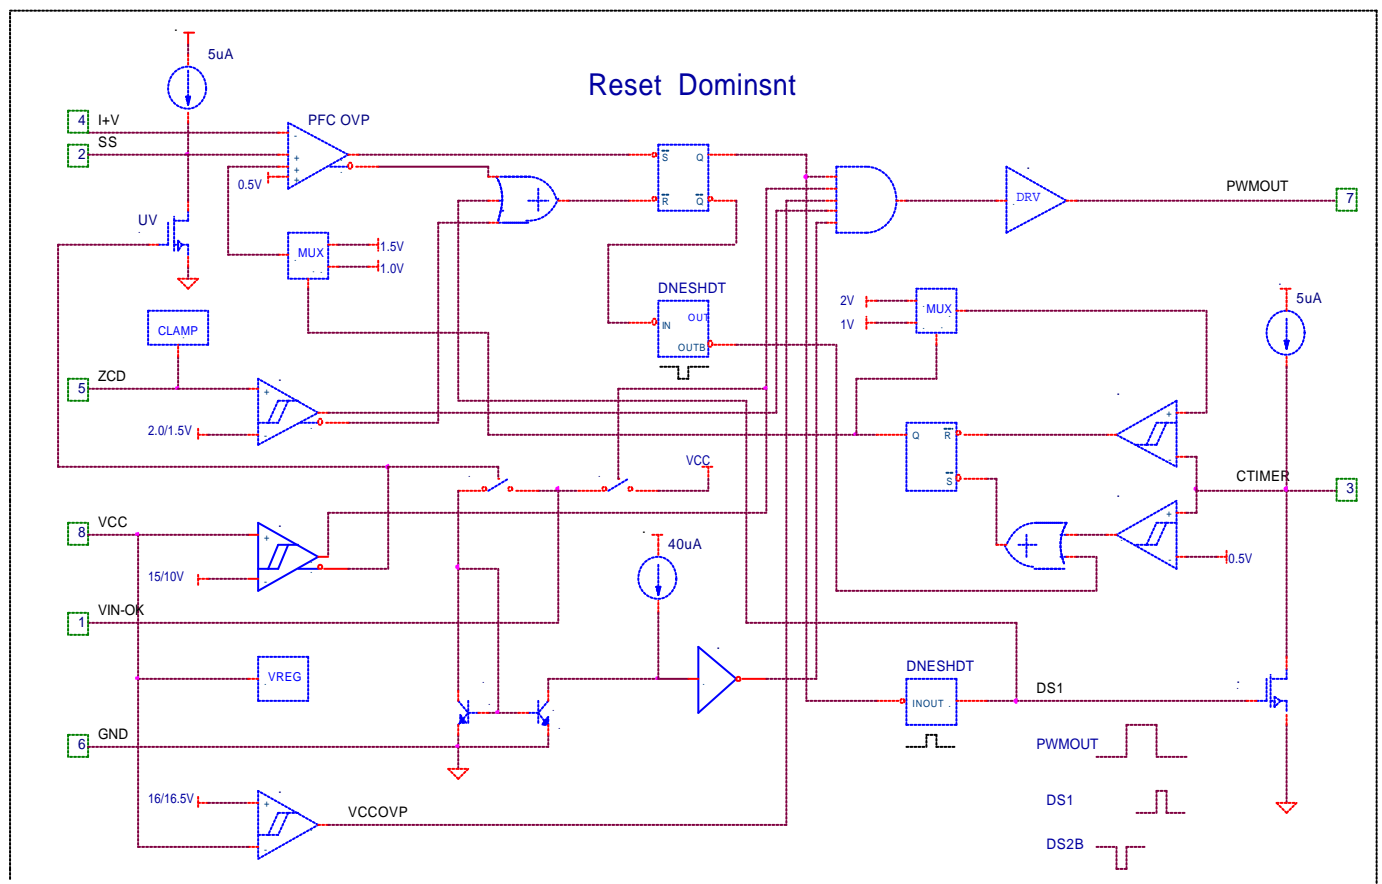 5uA
Reset Dominsnt
4 I+V
PFC OVP
2 SS
0.5V
S Q
R Q
DRV
PWMOUT
7
UV
MUX
1.5V
1.0V
DNESHDT
OUT
IN
OUTB
2V
1V
MUX
5uA
CLAMP
5 ZCD
2.0/1.5V
Q R
S
VCC
CTIMER
3
8 VCC
15/10V
40uA
0.5V
1 VIN-OK
VREG
DNESHDT
INOUT
DS1
6 GND
PWMOUT
16/16.5V
VCCOVP
DS1
DS2B
+
-